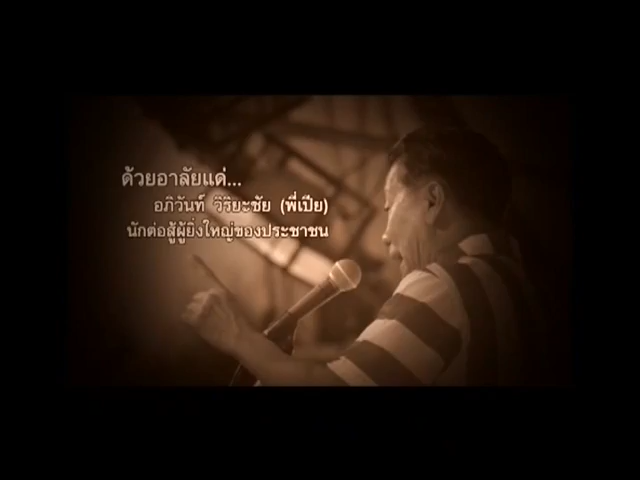 ด้วยอาลัยแด่...
อภิวันท์ วิริยะชัย (พี่เปีย)
นักต่อสู้ผู้ยิ่งใหญ่ของประชาชน